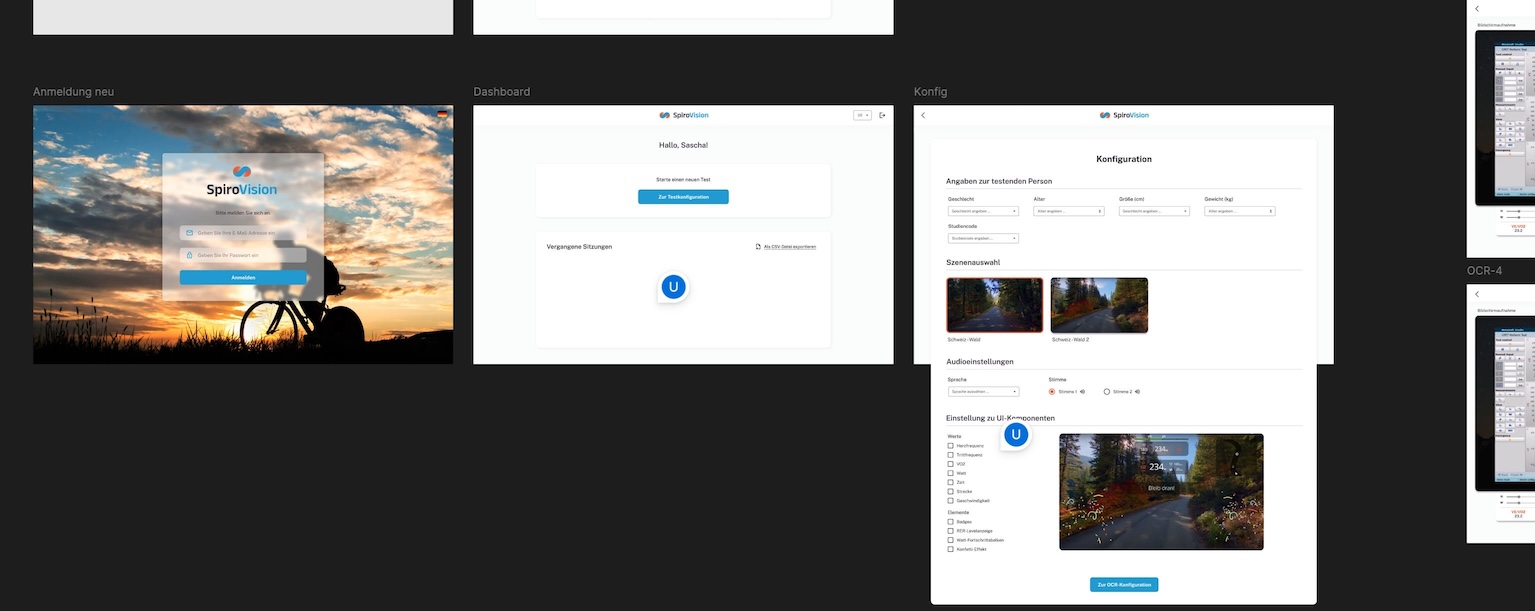 Anmeldung neu
SpiroVision
Bitte melden Sie sich an
Geben Sie Ihre E-Mail-Adresse ein
Geben Sie Ihr Passwort ein
Anmelden
Dashboard
SpiroVision
Hallo, Sascha!
Starte einen neuen Test
Zur Testkonfiguration
Vergangene Sitzungen
Als CSV-Datei exportieren
U
Konfig
SpiroVision
Konfiguration
Angaben zur testenden Person
Geschlecht Alter Größe (cm) Gewicht (kg)
Geschlecht angeben ... Alter angeben ... Geschlecht angeben ... Alter angeben ...
Studiencode
Studiencode angeben ...
Szenenauswahl
Schweiz - Wald Schweiz - Wald 2
Audioeinstellungen
Sprache Stimme
Sprache auswählen ... Stimme 1 Stimme 2
Einstellung zu UI-Komponenten
U
Werte
Herzfrequenz
Trittfrequenz
VO2
Watt
Zeit
Strecke
Geschwindigkeit
Elemente
Badges
RER Levelanzeige
Watt-Fortschrittsbalken
Konfetti-Effekt
234
234
Bleib dran!
Zur OCR-Konfiguration
Bildschirmaufnahme
OCR-4
Bildschirmaufnahme